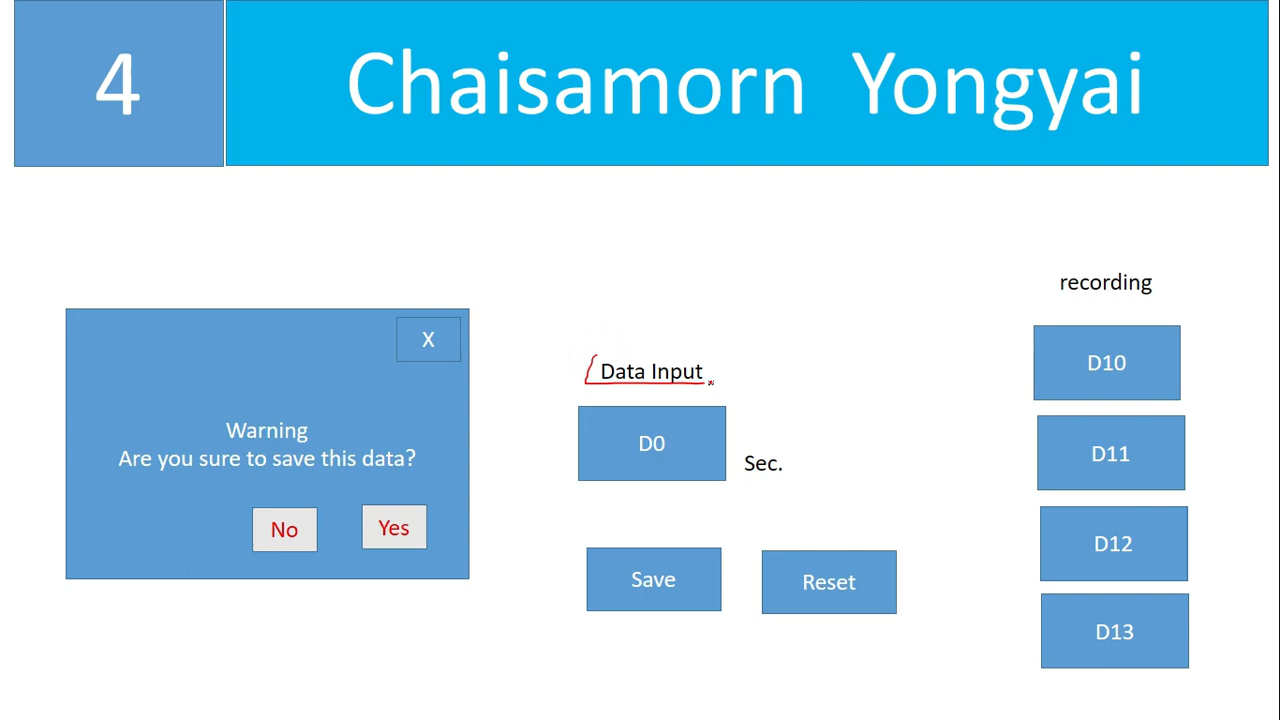 4
Chaisamorn Yongyai
X
Warning
Are you sure to save this data?
No
Yes
Data Input
D0
Sec.
Save
Reset
recording
D10
D11
D12
D13